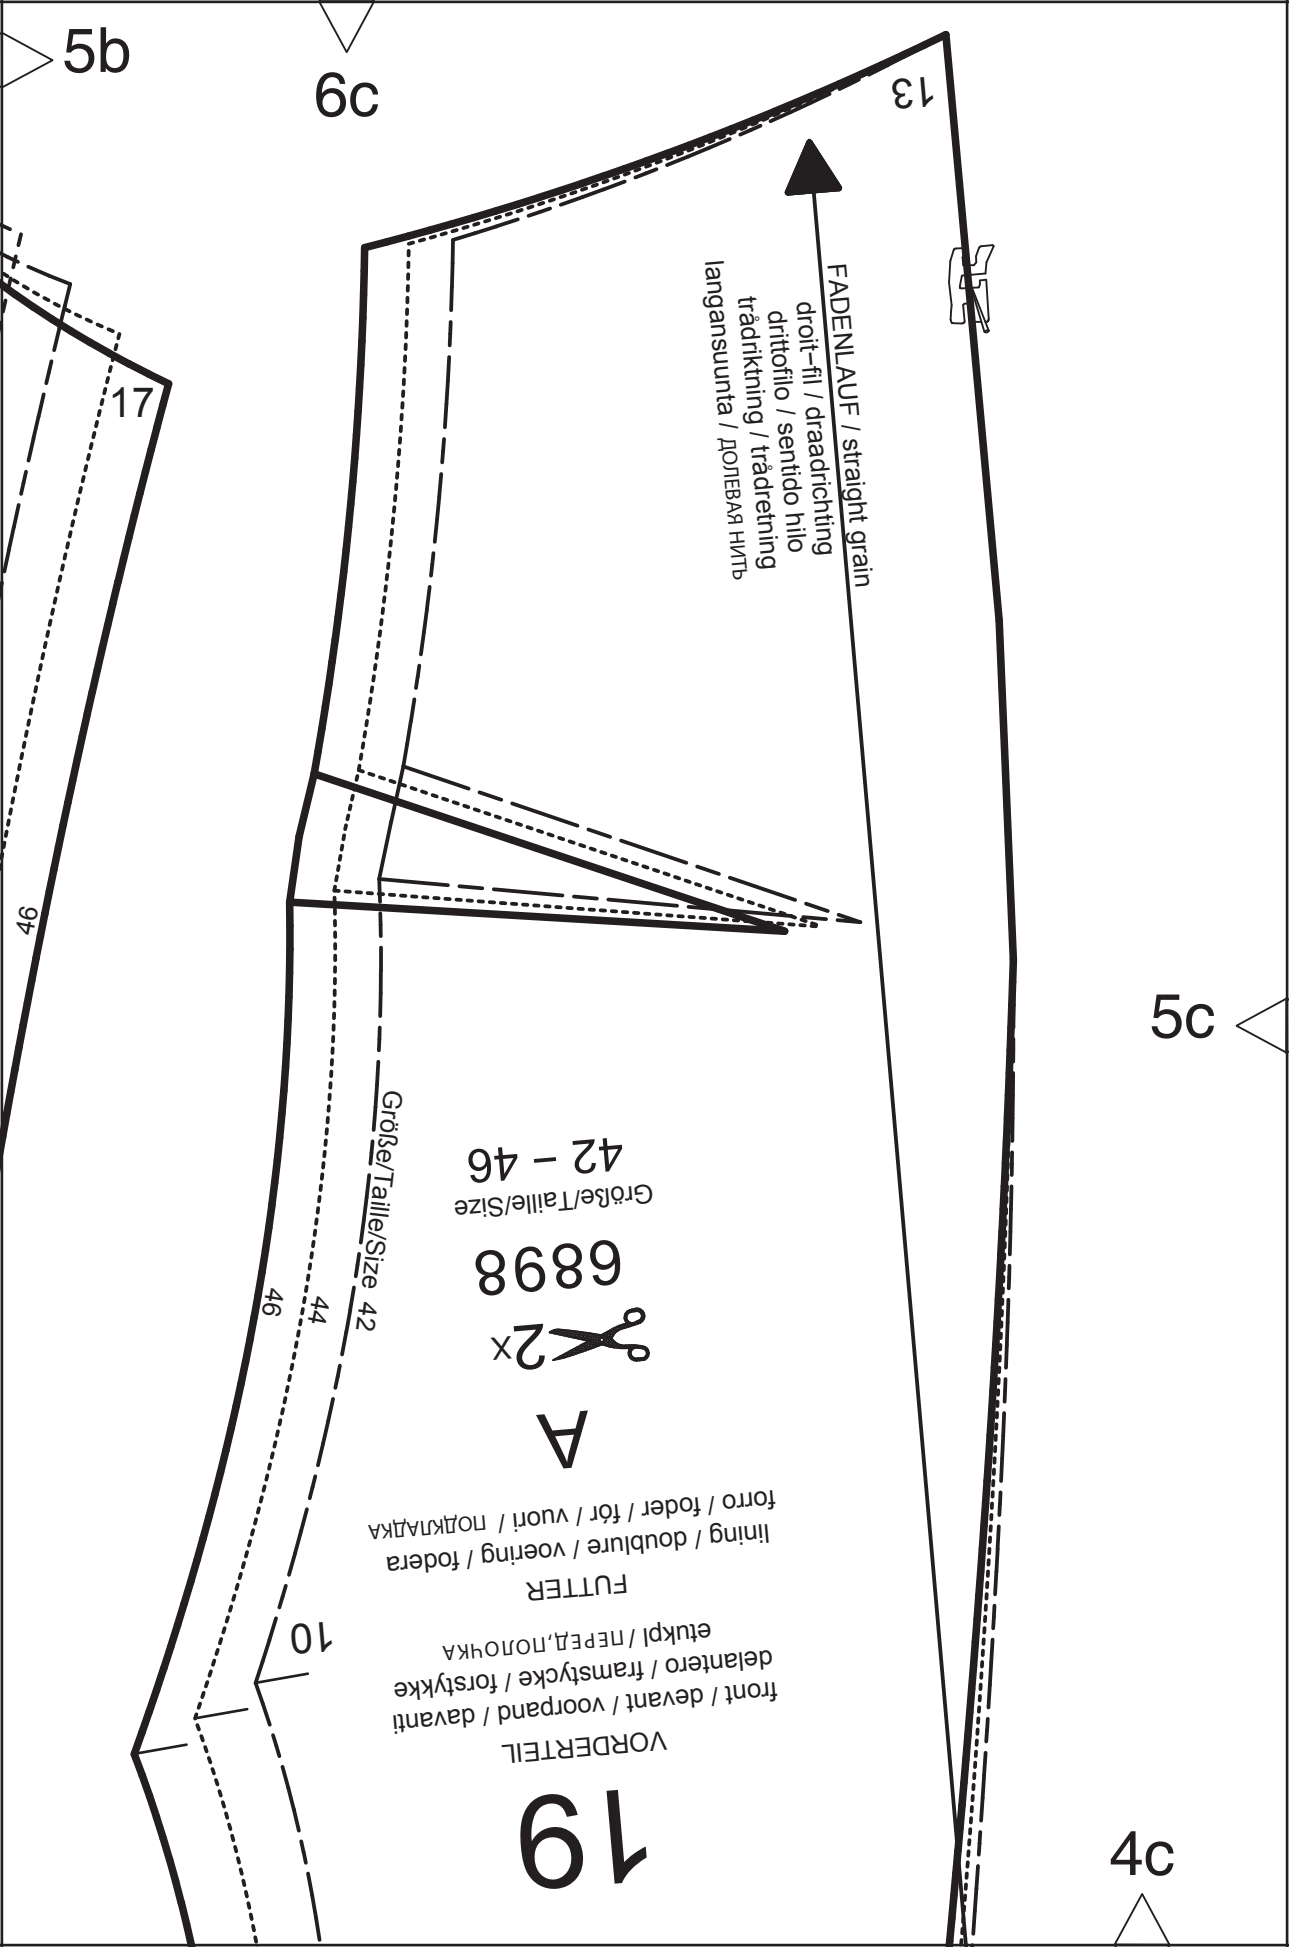 5b
6c
13
17
FADENLAUF / straight grain
droit–fil / draadrichting
drittofilo / sentido hilo
trådriktning / trådretning
langansuunta / ДОЛЕВАЯ НИТЬ
46
5c
Größe/Taille/Size 42
44
46
10
19
VORDERTEIL
front / devant / voorpand / davanti
delantero / framstycke / forstykke
etukpl / ПЕРЕД,ПОЛОЧКА
FUTTER
lining / doublure / voering / fodera
forro / foder / fór / vuori / ПОДКЛАДКА
A
2x
6898
Größe/Taille/Size
42 – 46
4c